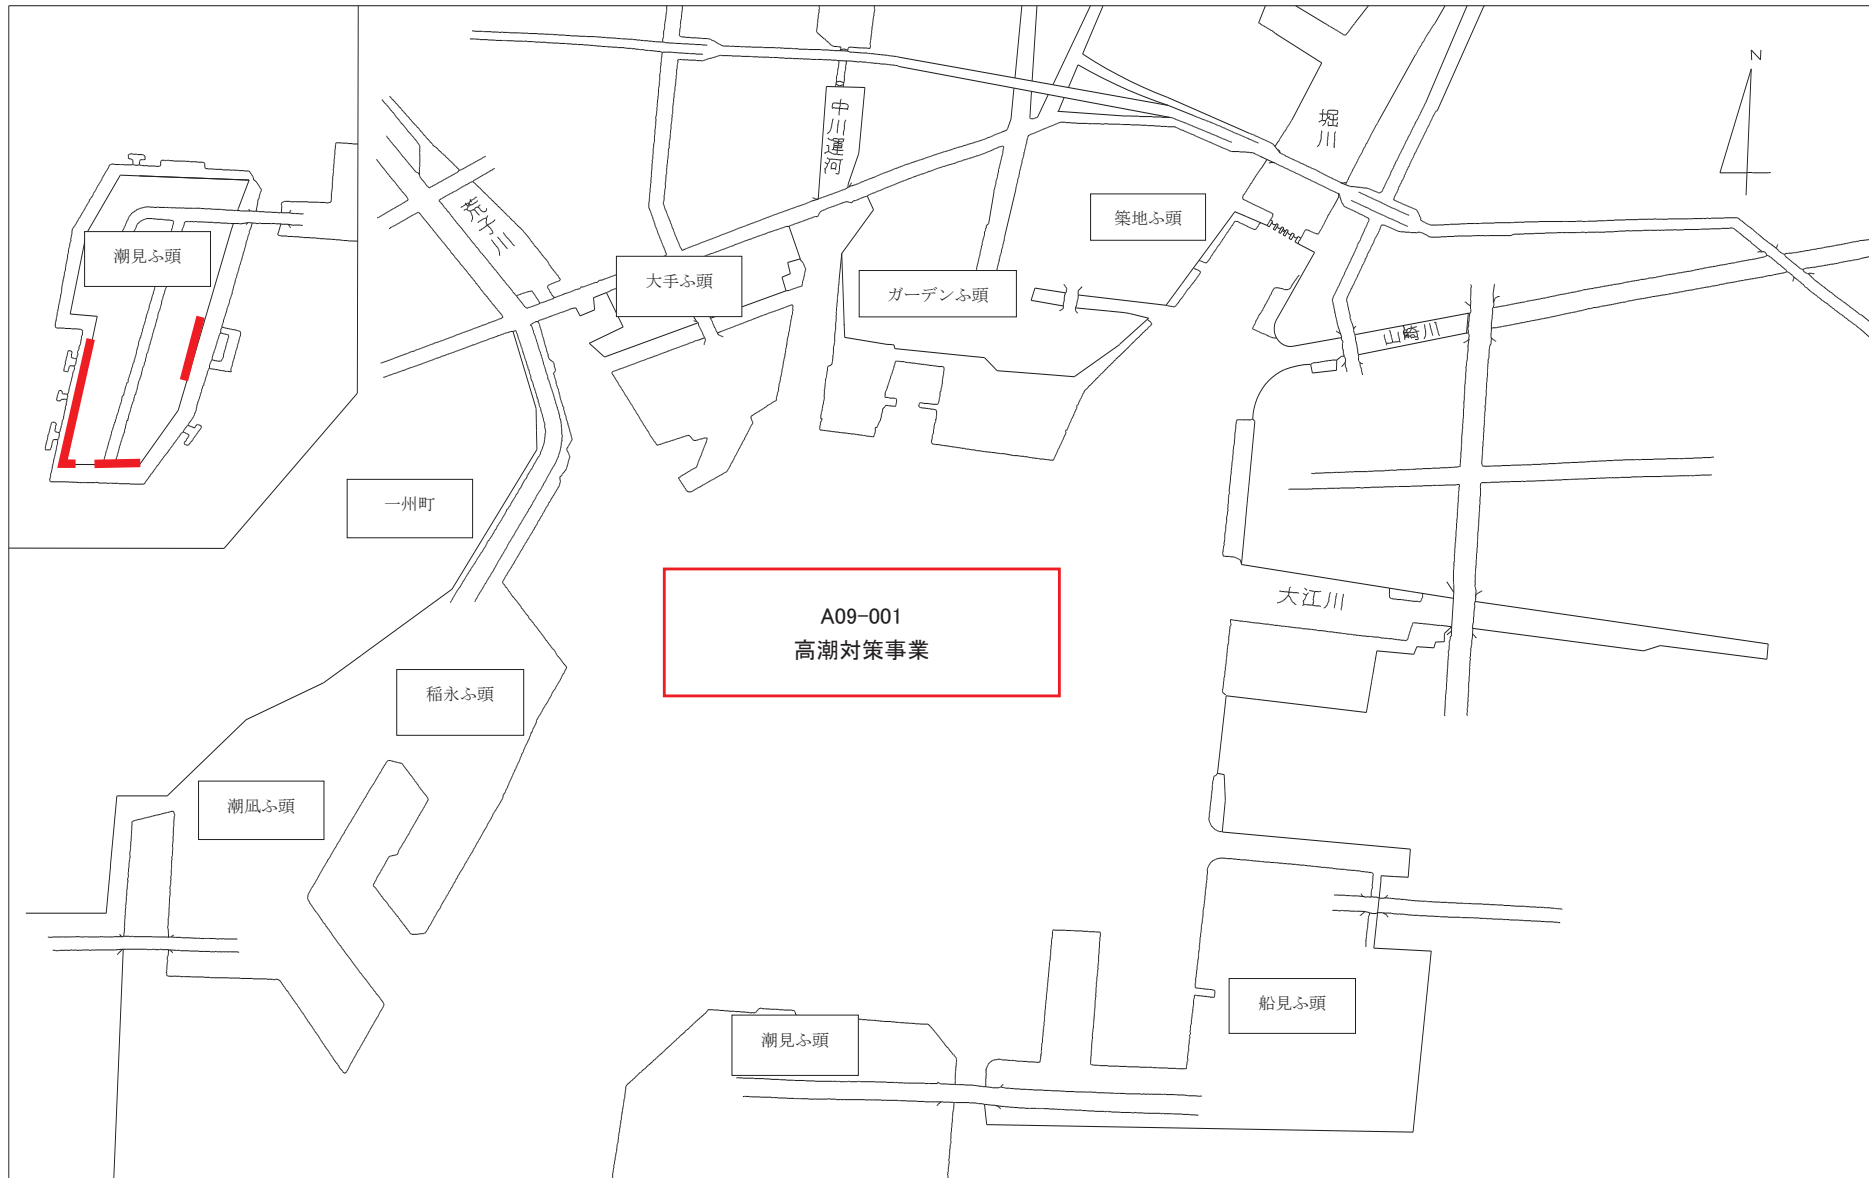 N
中川運河
堀川
荒子川
築地ふ頭
潮見ふ頭
大手ふ頭
ガーデンふ頭
山崎川
一州町
大江川
A09-001
高潮対策事業
稲永ふ頭
潮凪ふ頭
船見ふ頭
潮見ふ頭